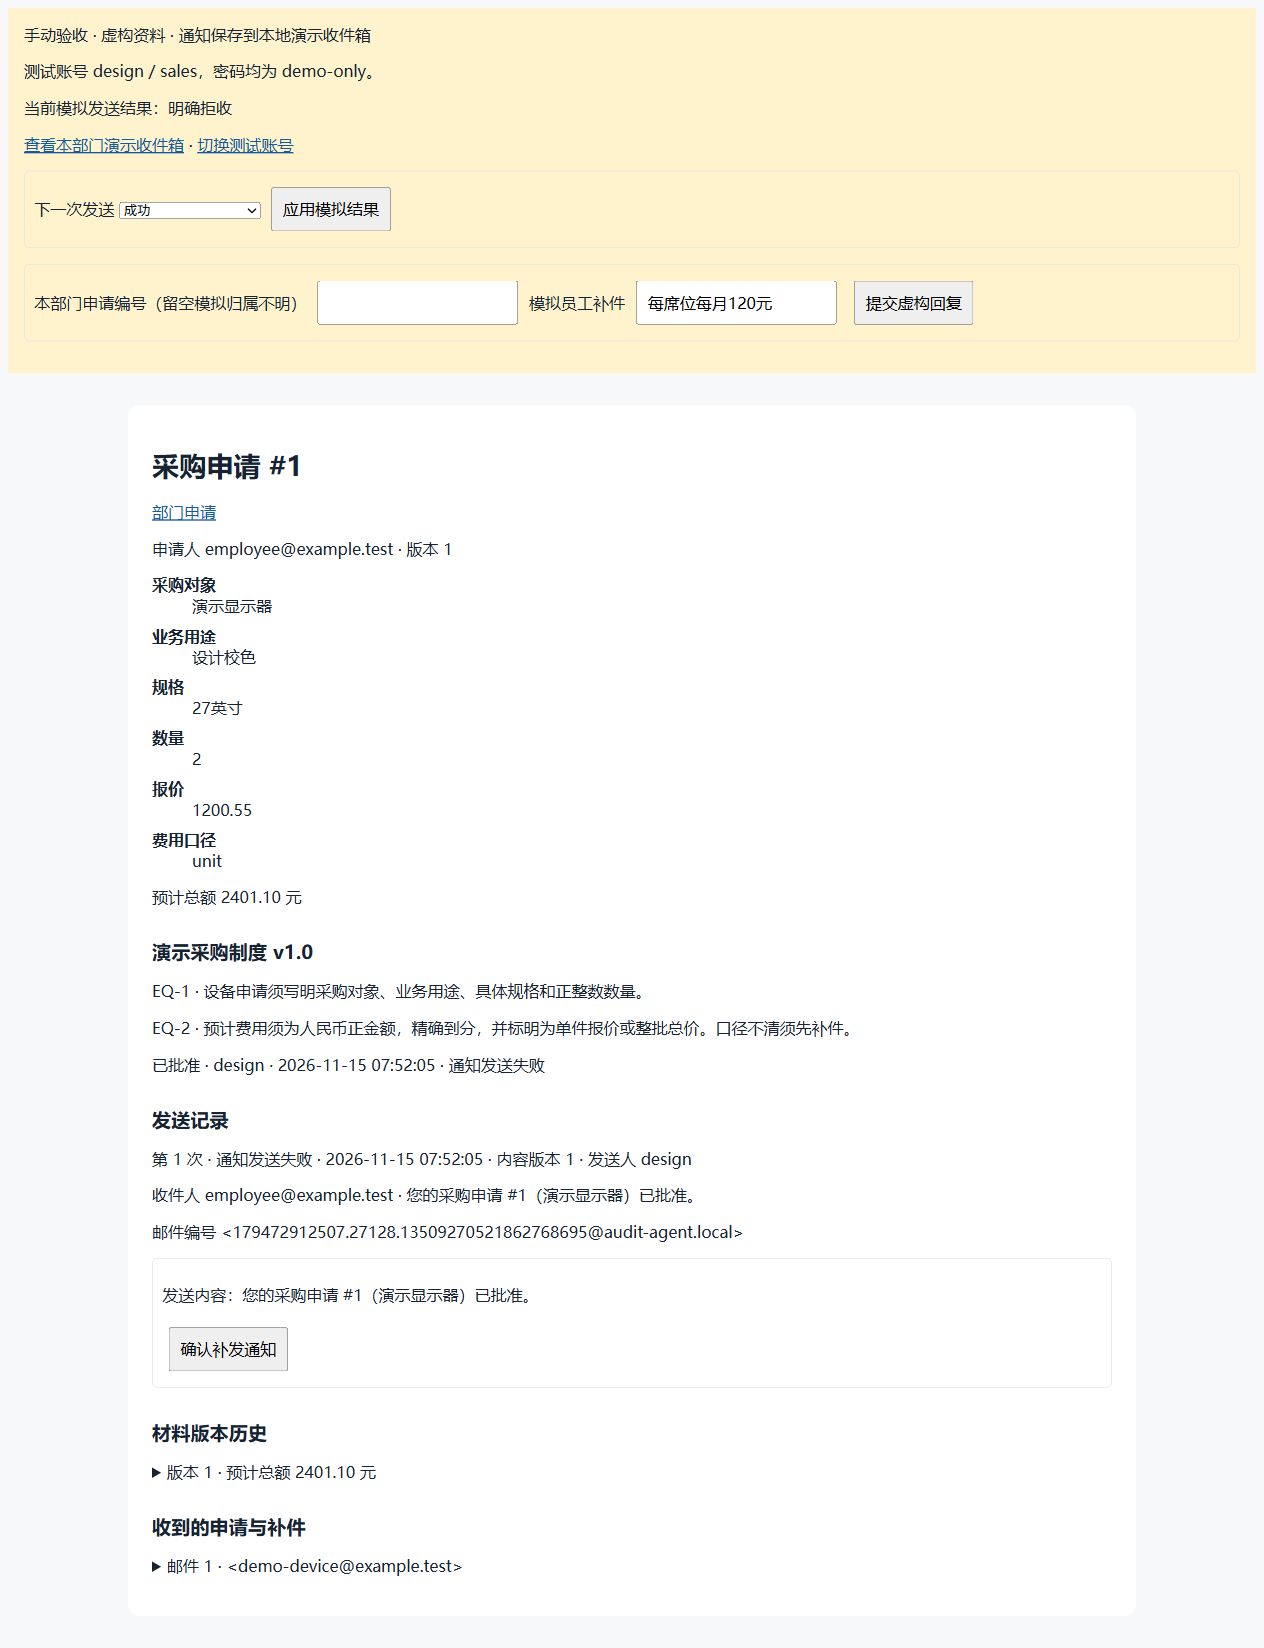 手动验收 · 虚构资料 · 通知保存到本地演示收件箱
测试账号 design / sales，密码均为 demo-only。
当前模拟发送结果：明确拒收
查看本部门演示收件箱 · 切换测试账号
下一次发送 成功 应用模拟结果
本部门申请编号（留空模拟归属不明） 模拟员工补件 每席位每月120元 提交虚构回复
采购申请 #1
部门申请
申请人 employee@example.test · 版本 1
采购对象
演示显示器
业务用途
设计校色
规格
27英寸
数量
2
报价
1200.55
费用口径
unit
预计总额 2401.10 元
演示采购制度 v1.0
EQ-1 · 设备申请须写明采购对象、业务用途、具体规格和正整数数量。
EQ-2 · 预计费用须为人民币正金额，精确到分，并标明为单件报价或整批总价。口径不清须先补件。
已批准 · design · 2026-11-15 07:52:05 · 通知发送失败
发送记录
第 1 次 · 通知发送失败 · 2026-11-15 07:52:05 · 内容版本 1 · 发送人 design
收件人 employee@example.test · 您的采购申请 #1（演示显示器）已批准。
邮件编号 <179472912507.27128.13509270521862768695@audit-agent.local>
发送内容：您的采购申请 #1（演示显示器）已批准。
确认补发通知
材料版本历史
▶ 版本 1 · 预计总额 2401.10 元
收到的申请与补件
▶ 邮件 1 · <demo-device@example.test>